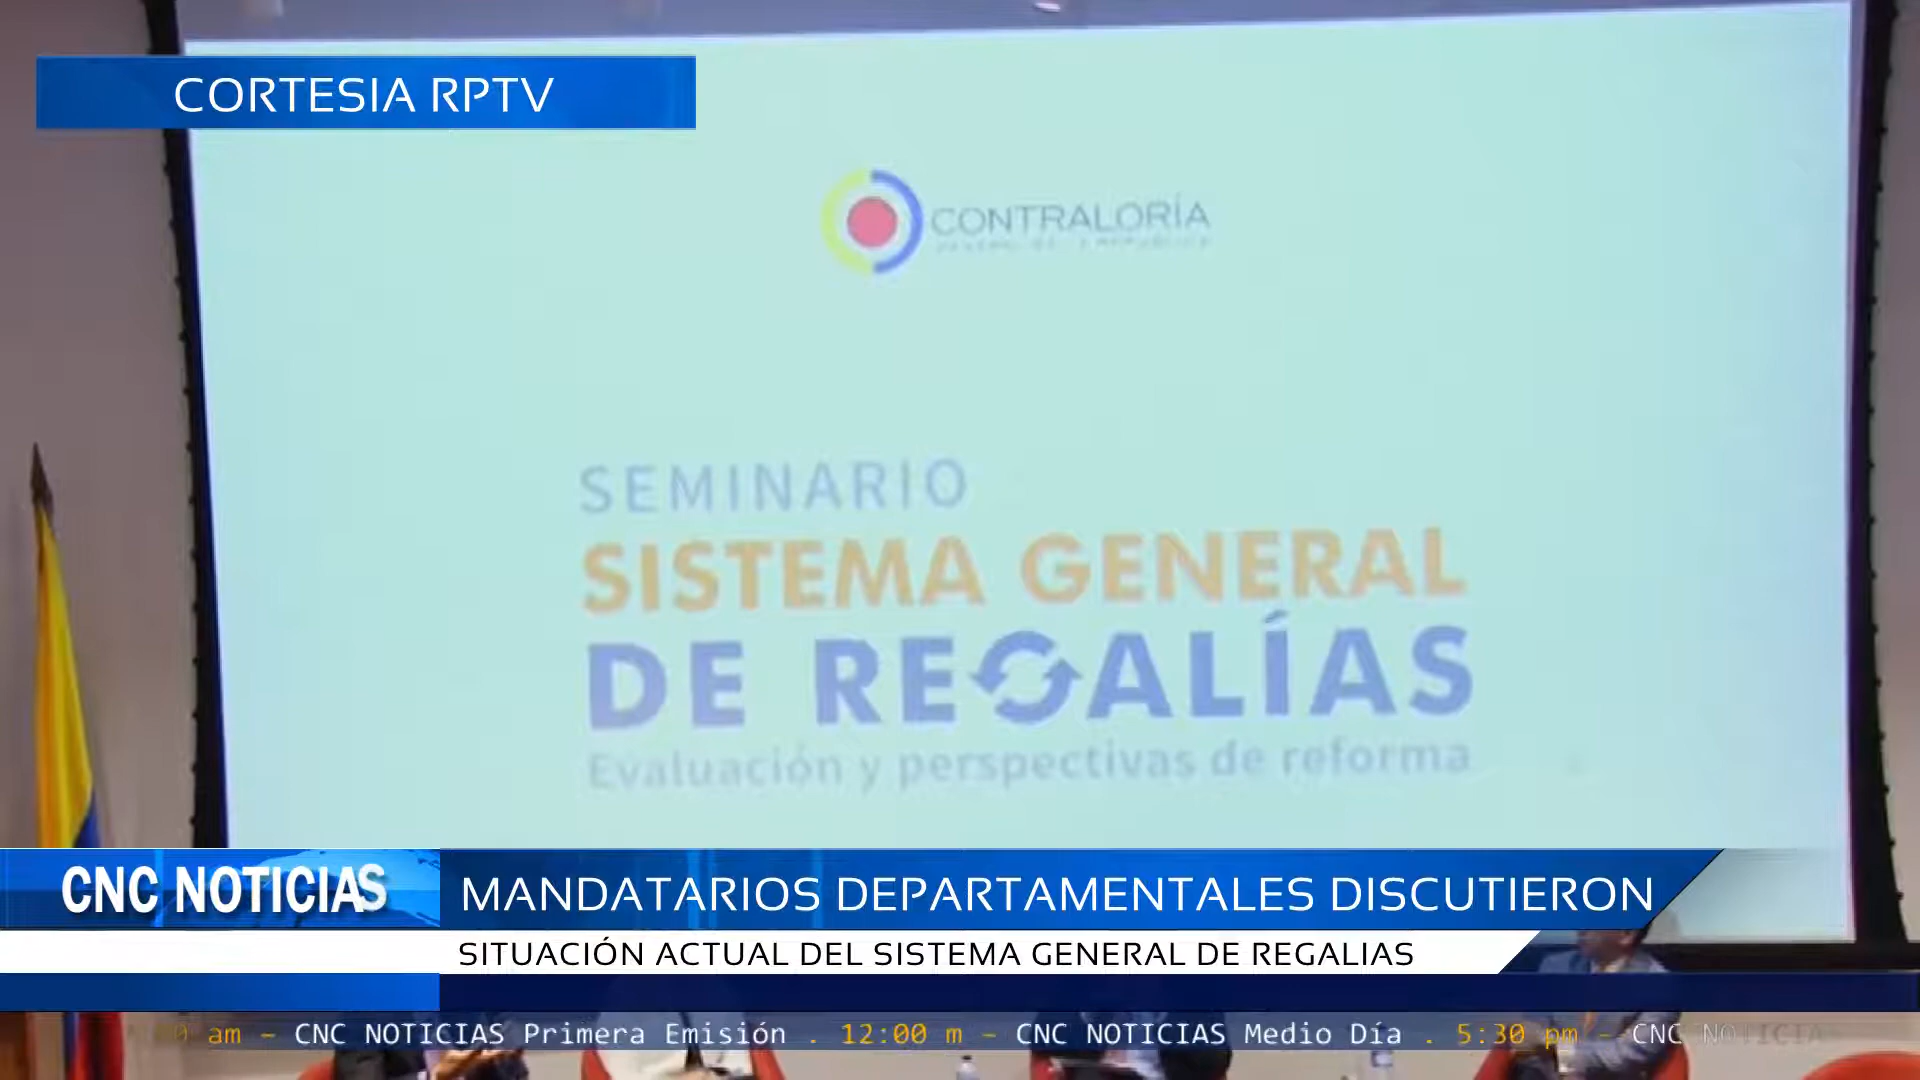 CORTESIA RPTV
CONTRALORÍA
SEMINARIO
SISTEMA GENERAL
DE REGALÍAS
Evaluación y perspectivas de reforma
CNC NOTICIAS
MANDATARIOS DEPARTAMENTALES DISCUTIERON
SITUACIÓN ACTUAL DEL SISTEMA GENERAL DE REGALIAS
am – CNC NOTICIAS Primera Emisión . 12:00 m – CNC NOTICIAS Medio Día . 5:30 pm – CNC NOTICIA